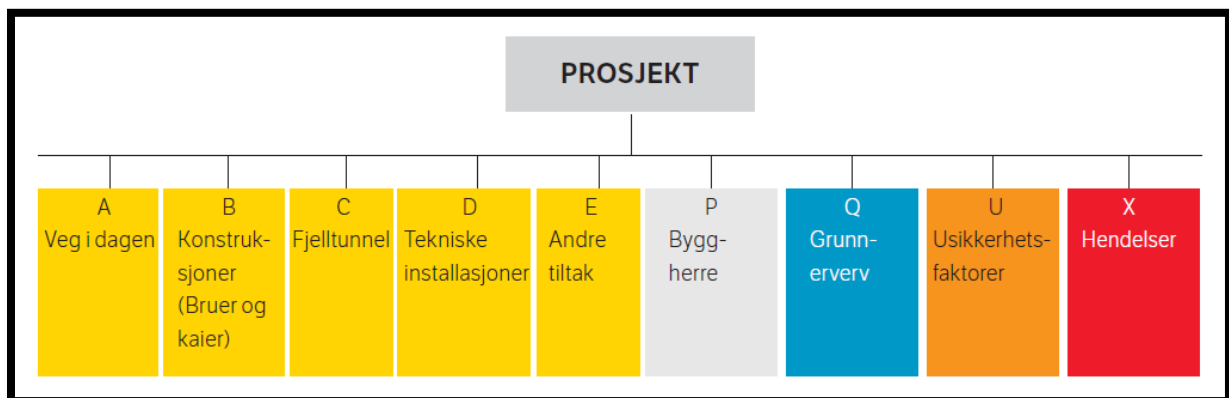 PROSJEKT
A
Veg i dagen
B
Konstruk-
sjoner
(Bruer og
kaier)
C
Fjelltunnel
D
Tekniske
installasjoner
E
Andre
tiltak
P
Bygg-
herre
Q
Grunn-
erverv
U
Usikkerhets-
faktorer
X
Hendelser